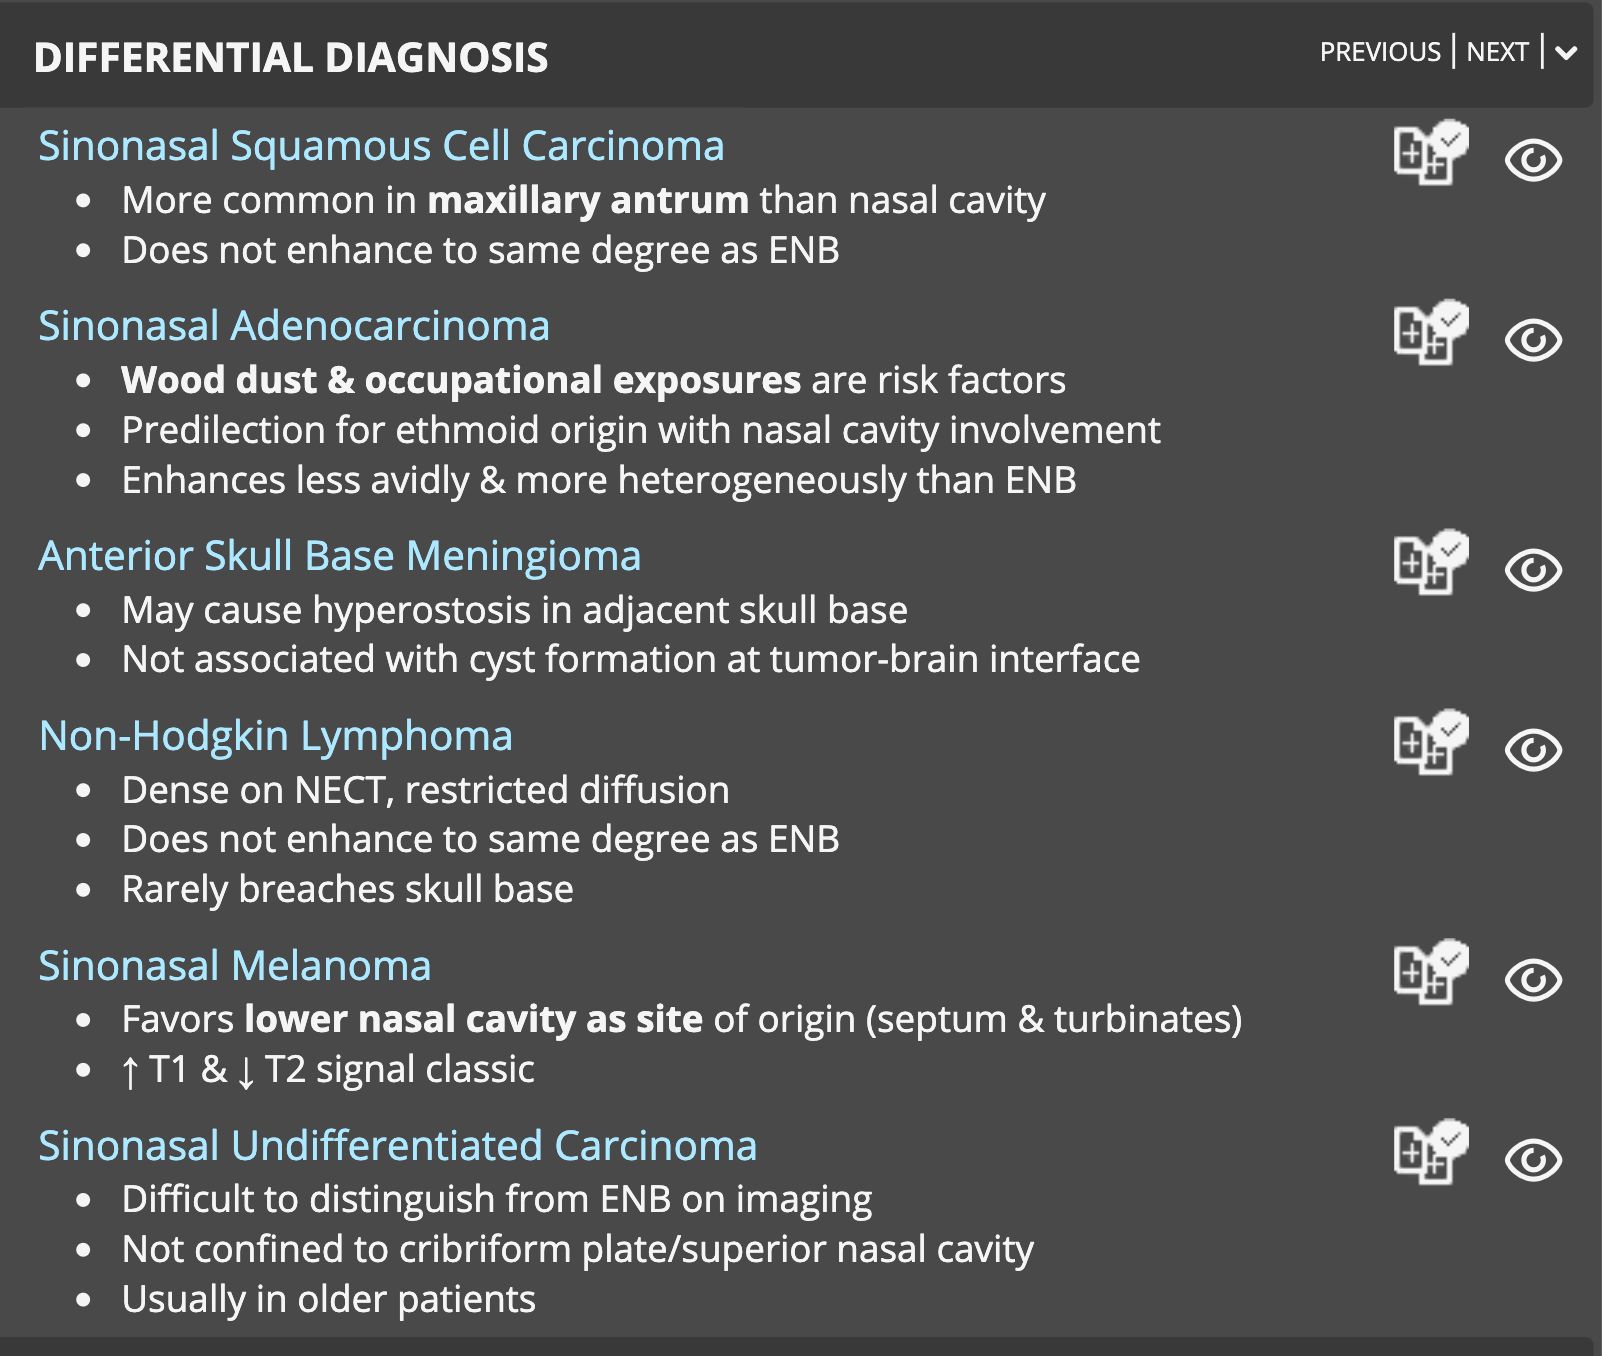 DIFFERENTIAL DIAGNOSIS
PREVIOUS | NEXT |
Sinonasal Squamous Cell Carcinoma
• More common in maxillary antrum than nasal cavity
• Does not enhance to same degree as ENB
Sinonasal Adenocarcinoma
• Wood dust & occupational exposures are risk factors
• Predilection for ethmoid origin with nasal cavity involvement
• Enhances less avidly & more heterogeneously than ENB
Anterior Skull Base Meningioma
• May cause hyperostosis in adjacent skull base
• Not associated with cyst formation at tumor-brain interface
Non-Hodgkin Lymphoma
• Dense on NECT, restricted diffusion
• Does not enhance to same degree as ENB
• Rarely breaches skull base
Sinonasal Melanoma
• Favors lower nasal cavity as site of origin (septum & turbinates)
• ↑ T1 & ↓ T2 signal classic
Sinonasal Undifferentiated Carcinoma
• Difficult to distinguish from ENB on imaging
• Not confined to cribriform plate/superior nasal cavity
• Usually in older patients